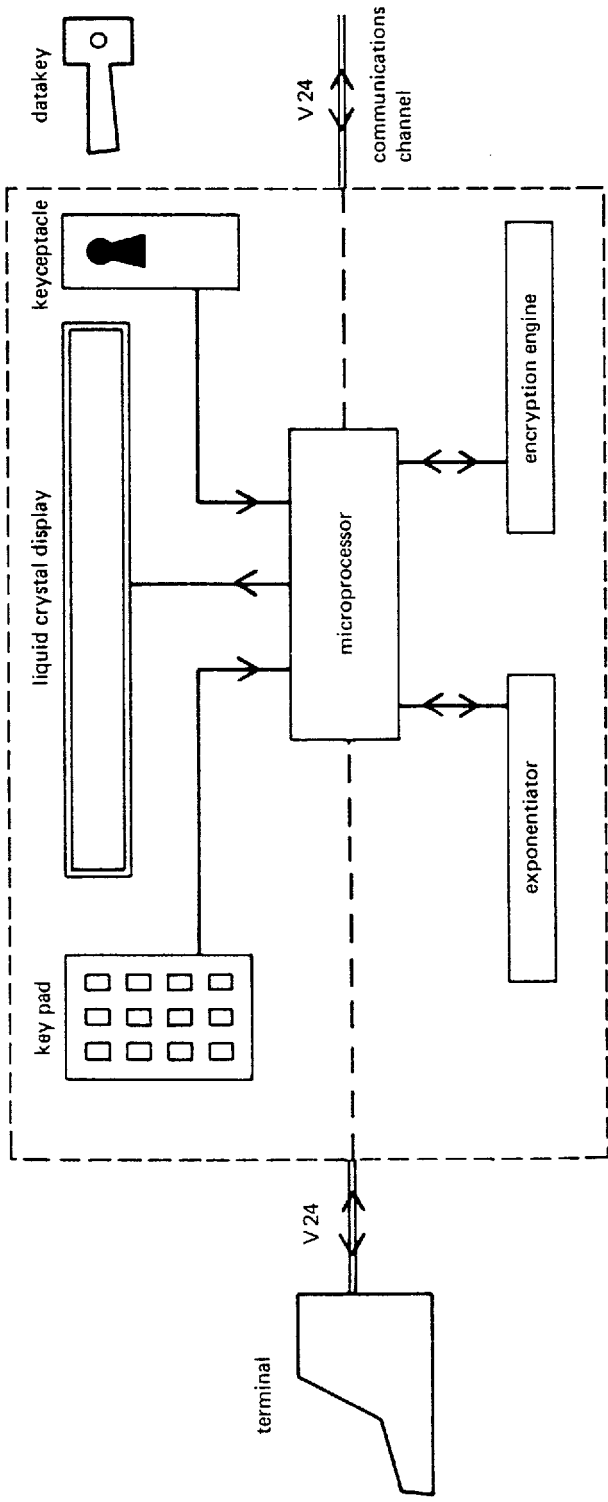 key pad
liquid crystal display
keyceptacle
datakey
terminal
V 24
microprocessor
V 24
communications
channel
exponentiator
encryption engine